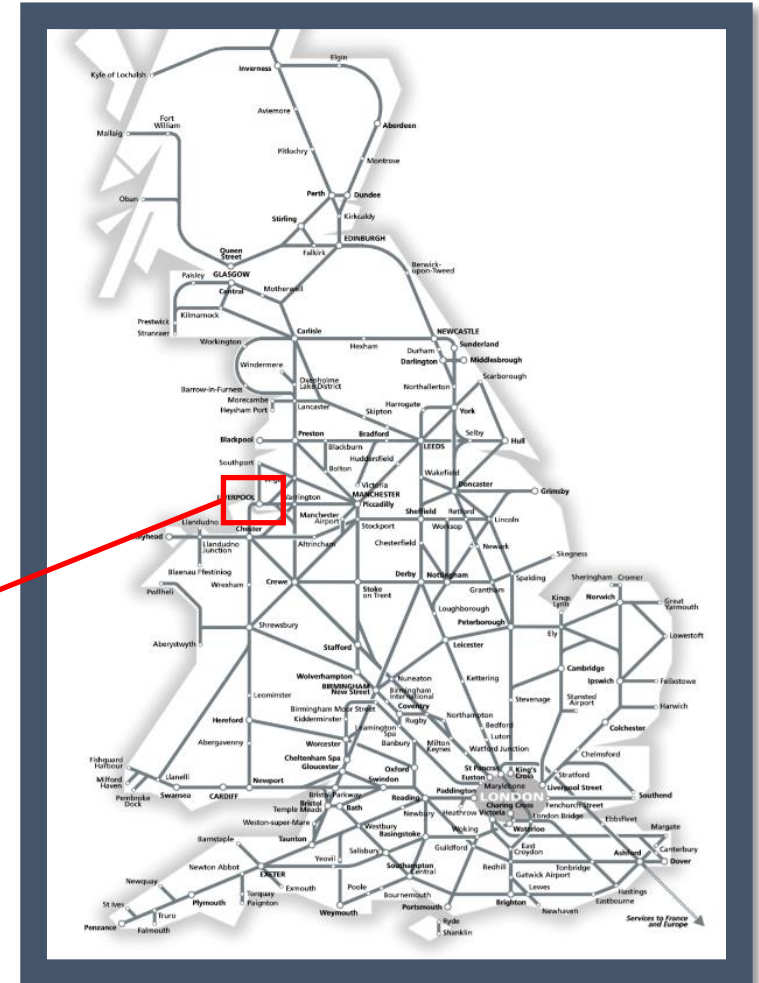 Elgin
Inverness
Kyle of Lochalsh
Aviemore
Fort
William
Mallaig
Aberdeen
Pitlochry
Montrose
Perth
Dundee
Oban
Stirling
Kirkcaldy
EDINBURGH
Queen
Street
Falkirk
Berwick-
upon-Tweed
Paisley
GLASGOW
Central
Motherwell
Prestwick
Kilmarnock
Stranraer
Carlisle
NEWCASTLE
Workington
Hexham
Sunderland
Durham
Darlington
Middlesbrough
Windermere
Scarborough
Oxenholme
Lake District
Barrow-in-Furness
Northallerton
Morecambe
Heysham Port
Lancaster
Harrogate
Skipton
York
Blackpool
Preston
Bradford
Selby
Hull
Blackburn
LEEDS
Southport
Huddersfield
Bolton
Wakefield
Victoria
Doncaster
Grimsby
LIVERPOOL
Warrington
MANCHESTER
Piccadilly
Manchester
Airport
Sheffield
Retford
Lincoln
Llandudno
Chester
Stockport
Worksop
Holyhead
Llandudno
Junction
Altrincham
Chesterfield
Newark
Skegness
Blaenau Ffestiniog
Pwllheli
Wrexham
Crewe
Stoke
on Trent
Derby
Nottingham
Grantham
Spalding
Sheringham
Cromer
Kings
Lynn
Norwich
Great
Yarmouth
Loughborough
Peterborough
Aberystwyth
Shrewsbury
Ely
Lowestoft
Stafford
Leicester
Wolverhampton
Cambridge
BIRMINGHAM
New Street
Nuneaton
Kettering
Ipswich
Felixstowe
Birmingham
International
Leominster
Birmingham Moor Street
Coventry
Stevenage
Stansted
Airport
Harwich
Kidderminster
Rugby
Northampton
Hereford
Leamington
Spa
Bedford
Colchester
Abergavenny
Worcester
Banbury
Milton
Keynes
Luton
Watford Junction
Chelmsford
Fishguard
Harbour
Cheltenham Spa
Gloucester
Oxford
St Pancras
King's
Cross
Euston
Stratford
Llanelli
Milford
Haven
Newport
Swindon
Marylebone
Liverpool Street
Pembroke
Dock
Swansea
CARDIFF
Bristol Parkway
Reading
Paddington
LONDON
Southend
Bristol
Temple Meads
Bath
Charing Cross
Fenchurch Street
Newbury
Heathrow
Victoria
London Bridge
Ebbsfleet
Weston-super-Mare
Westbury
Basingstoke
Woking
Waterloo
Margate
Barnstaple
Taunton
Salisbury
Guildford
East
Croydon
Canterbury
Newton Abbot
Yeovil
Southampton
Central
Redhill
Tonbridge
Ashford
Dover
EXETER
Gatwick Airport
Newquay
Exmouth
Poole
Lewes
Hastings
Torquay
Paignton
Bournemouth
Eastbourne
St Ives
Plymouth
Weymouth
Portsmouth
Brighton
Newhaven
Truro
Penzance
Falmouth
Ryde
Shanklin
Services to France
and Europe